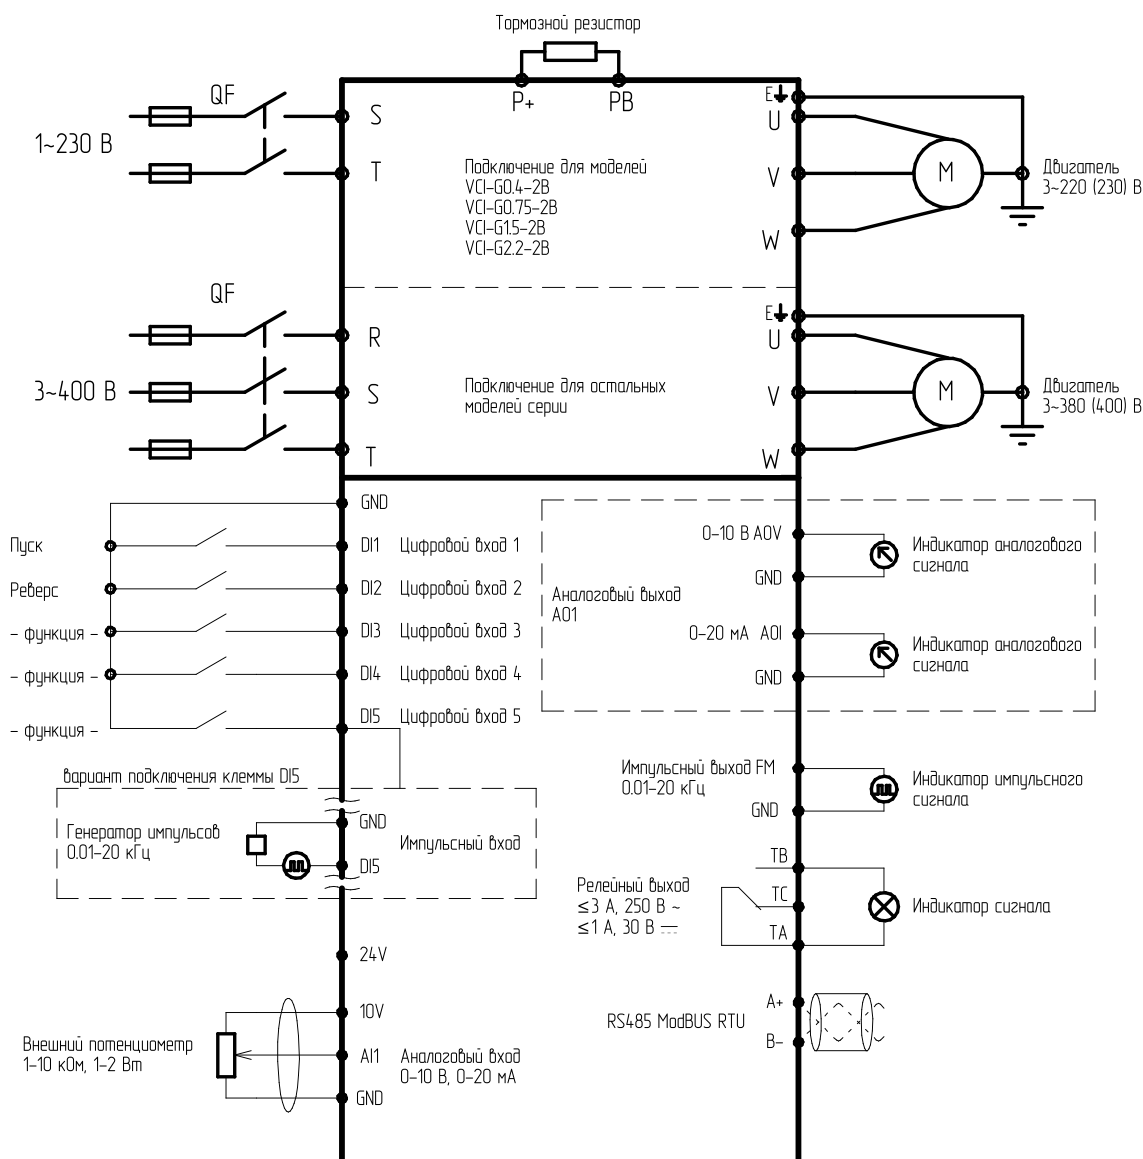 Тормозной резистор
P+
PB
QF
1~230 В
S
T
Подключение для моделей
VCI-G0.4-2B
VCI-G0.75-2B
VCI-G1.5-2B
VCI-G2.2-2B
E
U
V
W
M
Двигатель
3~220 (230) В
QF
3~400 В
R
S
T
Подключение для остальных
моделей серии
E
U
V
W
M
Двигатель
3~380 (400) В
GND
Пуск
DI1 Цифровой вход 1
Реверс
DI2 Цифровой вход 2
- функция -
DI3 Цифровой вход 3
- функция -
DI4 Цифровой вход 4
- функция -
DI5 Цифровой вход 5
0-10 В AOV
GND
Индикатор аналогового
сигнала
Аналоговый выход
AO1
0-20 мА AOI
GND
Индикатор аналогового
сигнала
вариант подключения клеммы DI5
Генератор импульсов
0.01-20 кГц
GND
Импульсный вход
DI5
Импульсный выход FM
0.01-20 кГц
GND
Индикатор импульсного
сигнала
Релейный выход
≤3 А, 250 В ~
≤1 А, 30 В ⎓
TB
TC
TA
Индикатор сигнала
24V
10V
Внешний потенциометр
1-10 кОм, 1-2 Вт
AI1
Аналоговый вход
0-10 В, 0-20 мА
GND
RS485 ModBUS RTU
A+
B-